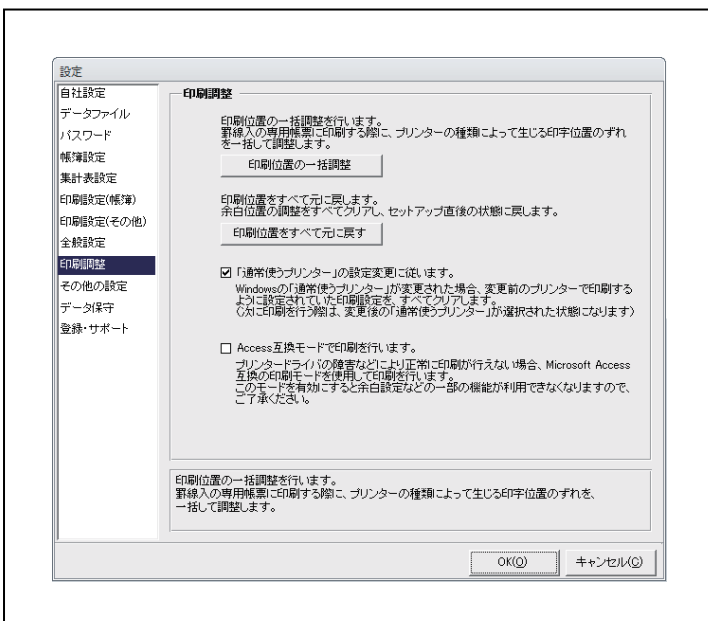 設定
自社設定
データファイル
パスワード
帳簿設定
集計表設定
印刷設定(帳簿)
印刷設定(その他)
全般設定
印刷調整
その他の設定
データ保守
登録・サポート
印刷調整
印刷位置の一括調整を行います。
罫線入の専用帳票に印刷する際に、プリンターの種類によって生じる印字位置のずれ
を一括して調整します。
印刷位置の一括調整
印刷位置をすべて元に戻します。
余白位置の調整をすべてクリアし、セットアップ直後の状態に戻します。
印刷位置をすべて元に戻す
「通常使うプリンター」の設定変更に従います。
Windowsの「通常使うプリンター」が変更された場合、変更前のプリンターで印刷する
ように設定されていた印刷設定を、すべてクリアします。
(次に印刷を行う際は、変更後の「通常使うプリンター」が選択された状態になります)
Access互換モードで印刷を行います。
プリンタードライバの障害などにより正常に印刷が行えない場合、Microsoft Access
互換の印刷モードを使用して印刷を行います。
このモードを有効にすると余白設定などの一部の機能が利用できなくなりますので、
ご了承ください。
印刷位置の一括調整を行います。
罫線入の専用帳票に印刷する際に、プリンターの種類によって生じる印字位置のずれを、
一括して調整します。
OK(O)
キャンセル(C)